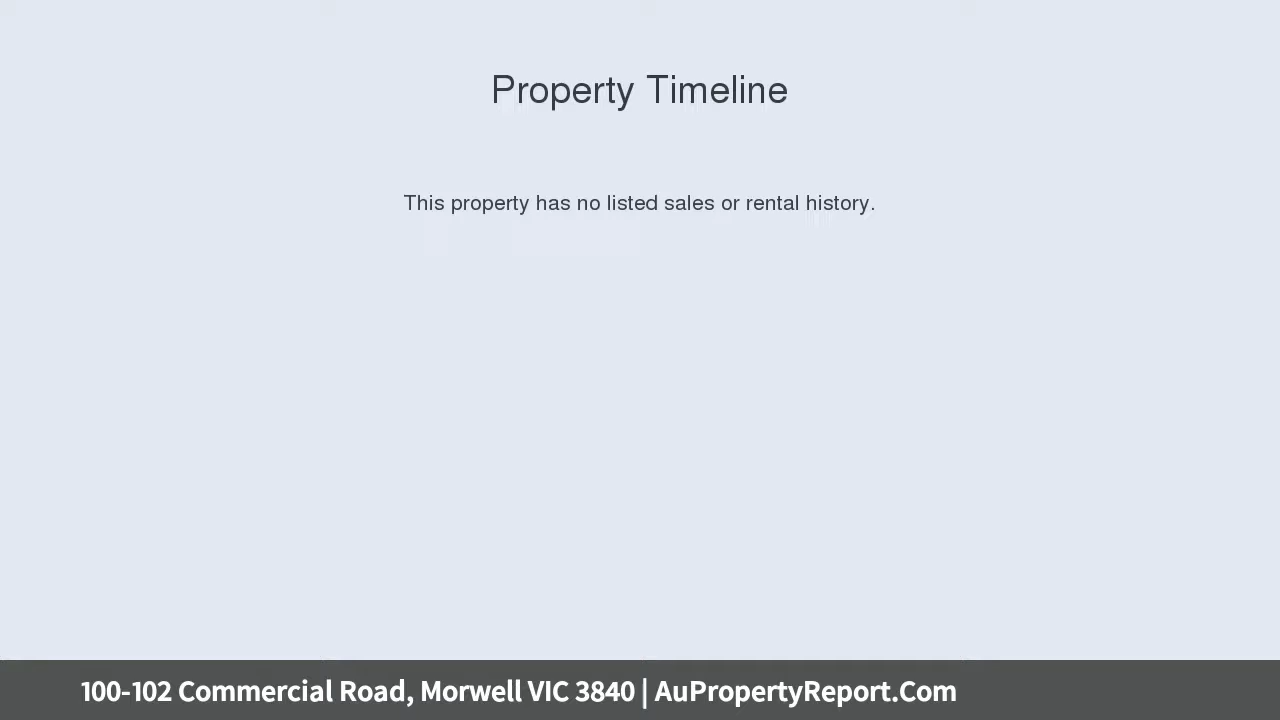 Property Timeline
This property has no listed sales or rental history.
100-102 Commercial Road, Morwell VIC 3840 | AuPropertyReport.Com